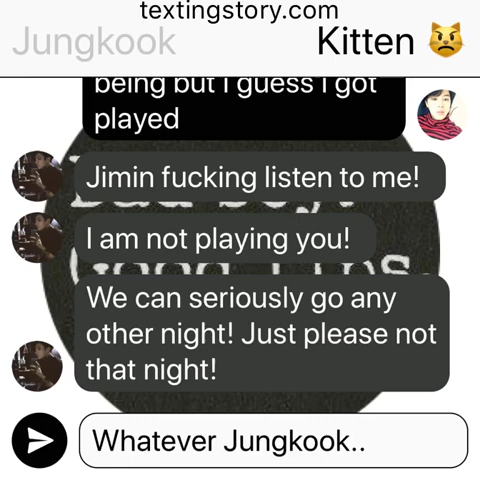 textingstory.com
Jungkook Kitten
being but I guess I got
played
Jimin fucking listen to me!
I am not playing you!
We can seriously go any
other night! Just please not
that night!
Whatever Jungkook..